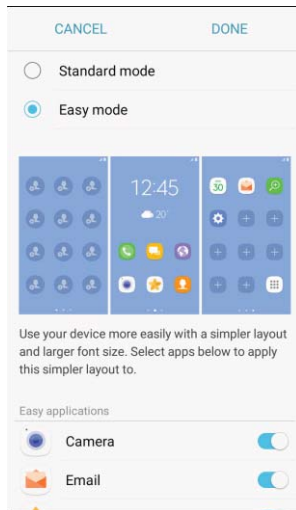 CANCEL DONE
Standard mode
Easy mode
12:45
20°
30
Use your device more easily with a simpler layout
and larger font size. Select apps below to apply
this simpler layout to.
Easy applications
Camera
Email